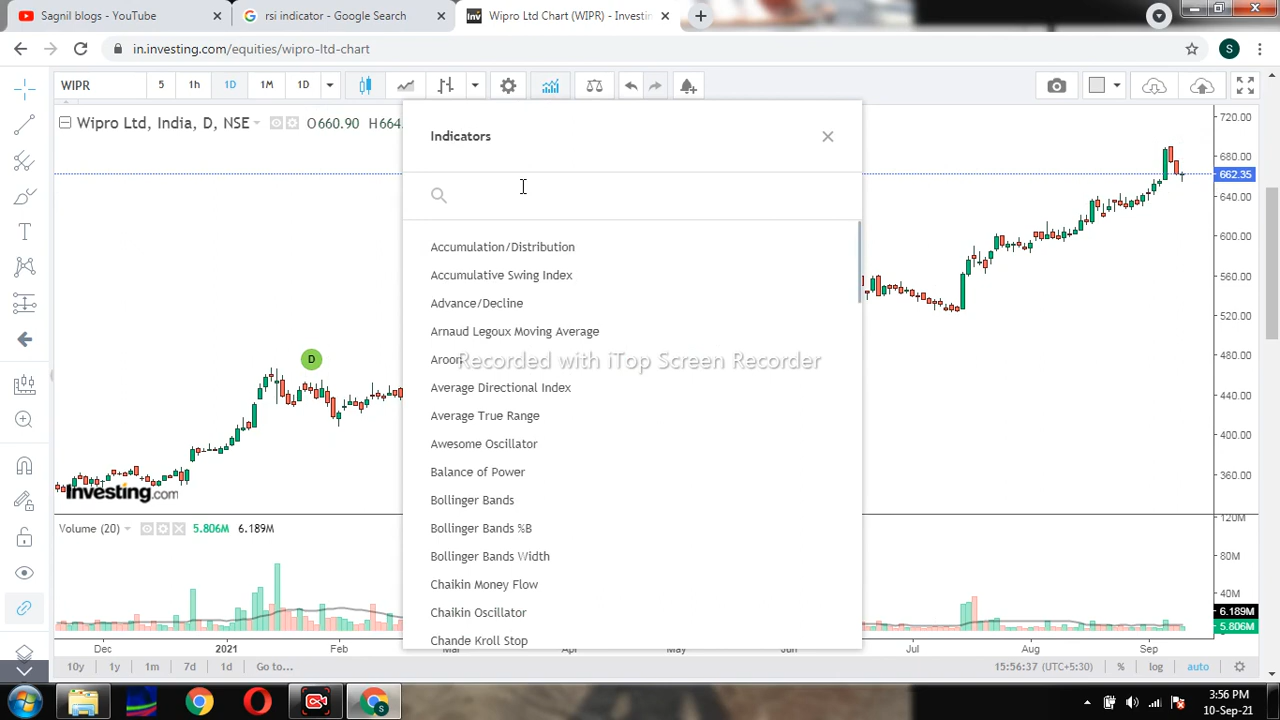 Sagnil blogs - YouTube
rsi indicator - Google Search
Wipro Ltd Chart (WIPR) - Investin
in.investing.com/equities/wipro-ltd-chart
S
WIPR 5 1h 1D 1M 1D
Indicators
Wipro Ltd, India, D, NSE O660.90 H664.
Accumulation/Distribution
Accumulative Swing Index
Advance/Decline
Arnaud Legoux Moving Average
Aroon
Recorded with iTop Screen Recorder
Average Directional Index
Average True Range
Awesome Oscillator
Balance of Power
Bollinger Bands
Bollinger Bands %B
Bollinger Bands Width
Chaikin Money Flow
Chaikin Oscillator
Chande Kroll Stop
D
Investing.com
Volume (20) 5.806M 6.189M
720.00
680.00
662.35
640.00
600.00
560.00
520.00
480.00
440.00
400.00
360.00
120M
80M
40M
6.189M
5.806M
Dec 2021 Feb Mar Apr May Jun Jul Aug Sep
10y 1y 1m 7d 1d Go to...
15:56:37 (UTC+5:30) % log auto
3:56 PM
10-Sep-21